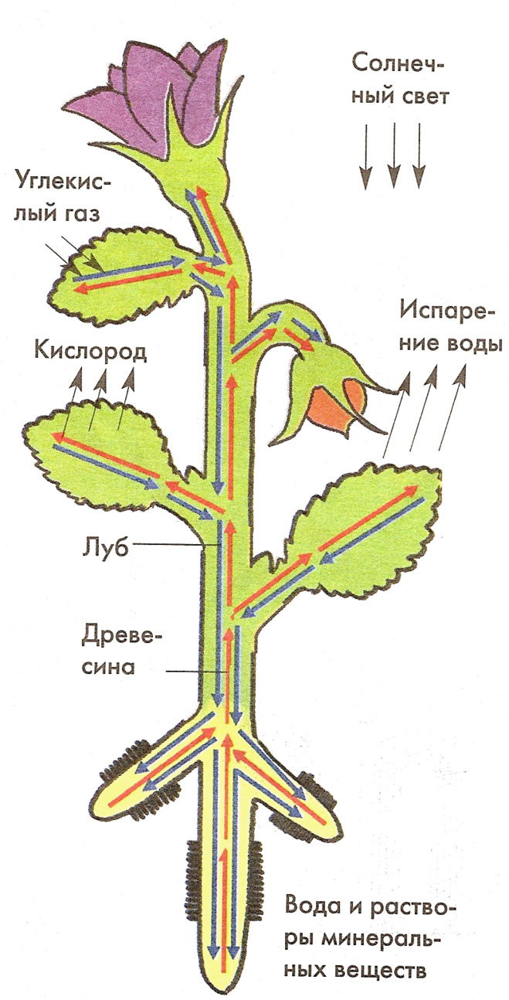 Солнеч-
ный свет
Углекис-
лый газ
Испаре-
ние воды
Кислород
Луб
Древе-
сина
Вода и раство-
ры минераль-
ных веществ